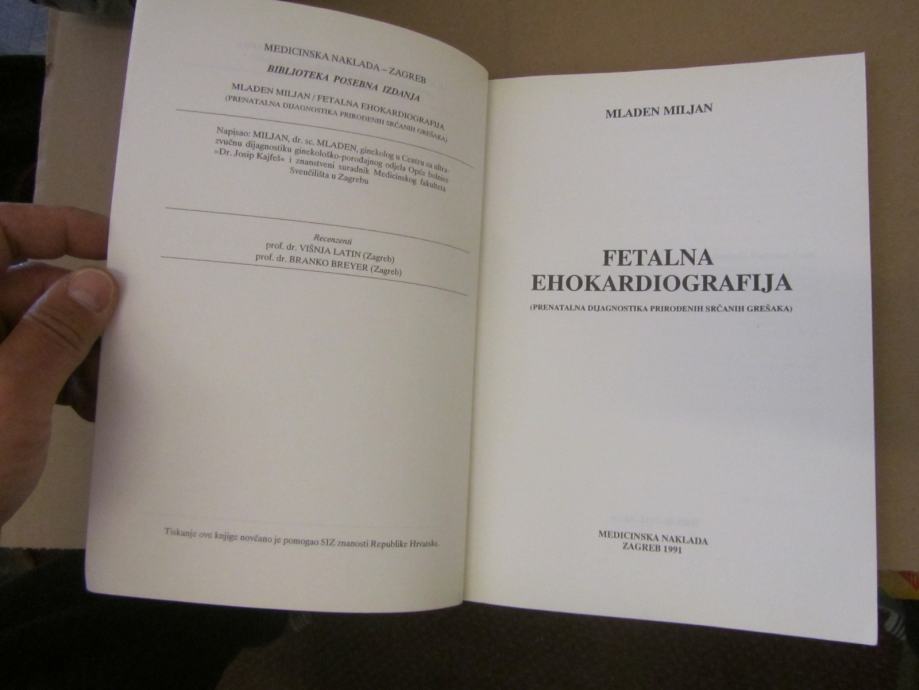 MEDICINSKA NAKLADA – ZAGREB
BIBLIOTEKA POSEBNA IZDANJA
MLADEN MILJAN / FETALNA EHOKARDIOGRAFIJA
(PRENATALNA DIJAGNOSTIKA PRIROĐENIH SRČANIH GREŠAKA)
Napisao: MILJAN, dr. sc. MLADEN, ginekolog u Centru za ultra-
zvučnu dijagnostiku ginekološko-porođajnog odjela Opće bolnice
»Dr. Josip Kajfeš« i znanstveni suradnik Medicinskog fakulteta
Sveučilišta u Zagrebu
Recenzenti
prof. dr. VIŠNJA LATIN (Zagreb)
prof. dr. BRANKO BREYER (Zagreb)
Tiskanje ove knjige novčano je pomogao SIZ znanosti Republike Hrvatske.
MLADEN MILJAN
FETALNA
EHOKARDIOGRAFIJA
(PRENATALNA DIJAGNOSTIKA PRIROĐENIH SRČANIH GREŠAKA)
MEDICINSKA NAKLADA
ZAGREB 1991